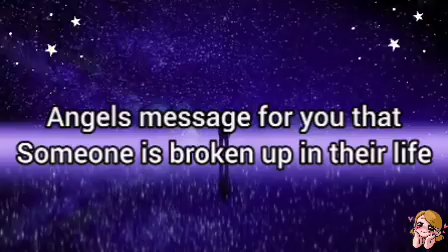 Angels message for you that
Someone is broken up in their life